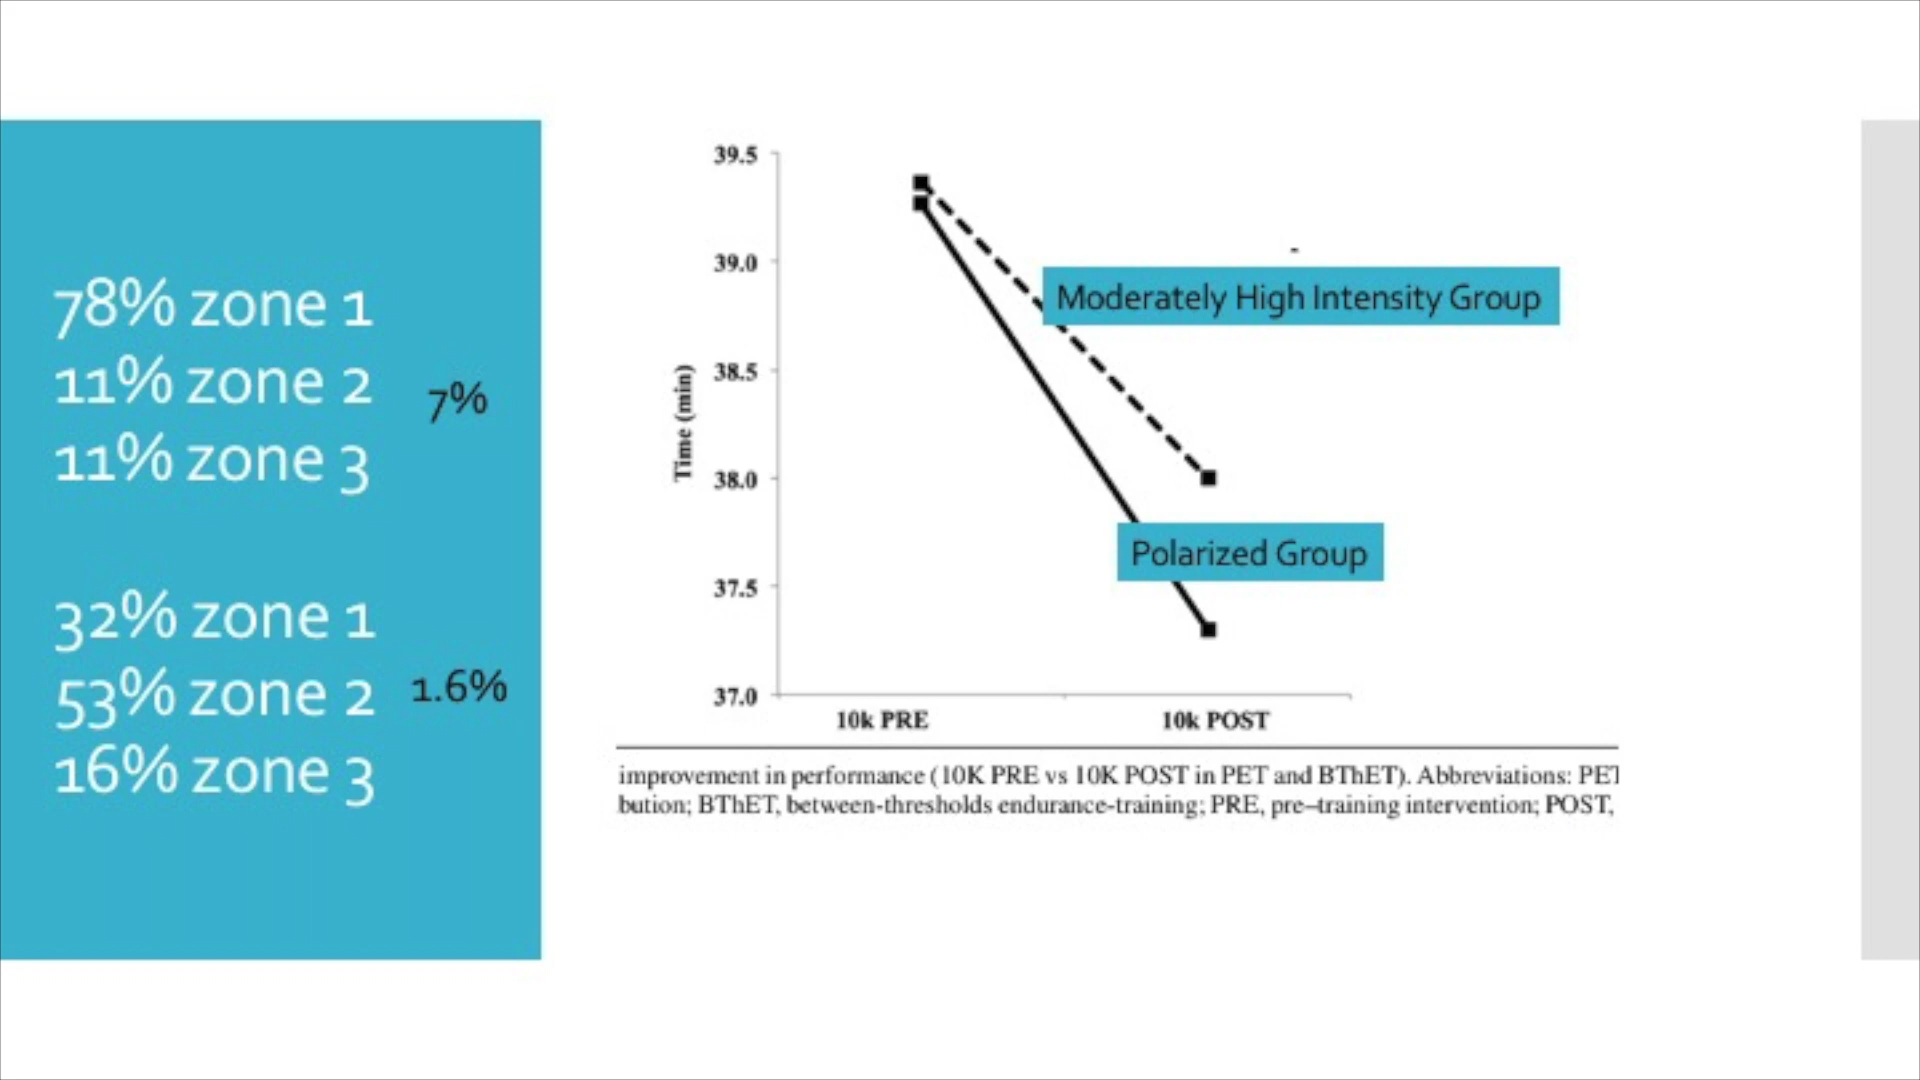 78% zone 1
11% zone 2
11% zone 3
7%
32% zone 1
53% zone 2
16% zone 3
1.6%
39.5
39.0
38.5
38.0
37.5
37.0
Time (min)
-
Moderately High Intensity Group
Polarized Group
10k PRE
10k POST
improvement in performance (10K PRE vs 10K POST in PET and BThET). Abbreviations: PET
bution; BThET, between-thresholds endurance-training; PRE, pre–training intervention; POST,